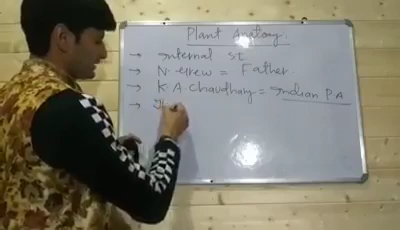 Plant Anatomy.
→ Internal St
→ N. Grew = Father
→ K. A. Chaudhary = Indian P A
→